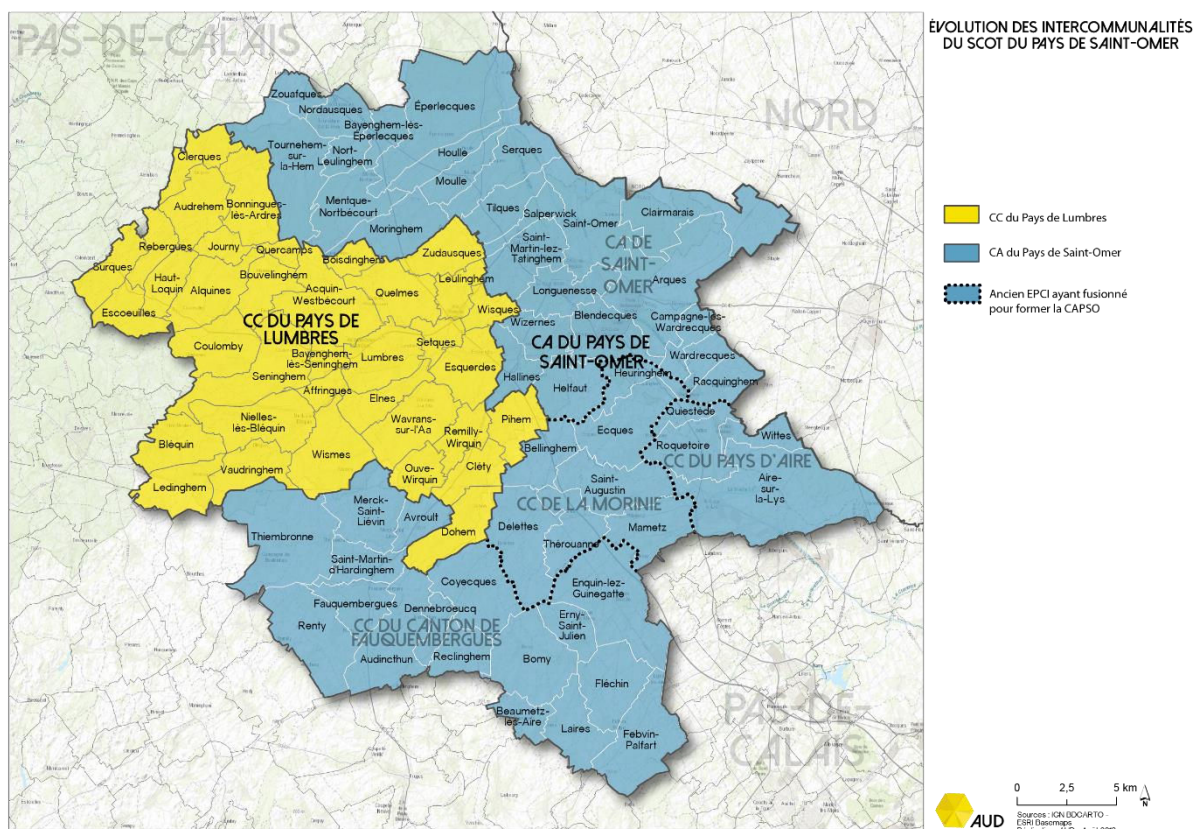 ÉVOLUTION DES INTERCOMMUNALITÉS
DU SCOT DU PAYS DE SAINT-OMER
PAS-DE-CALAIS
NORD
Zouafques
Nordausques
Éperlecques
Bayenghem-lés-
Éperlecques
Tournehem-
sur-
la-Hem
Nort-
Leulinghem
Houlle
Serques
Moulle
Clerques
Audrehem
Bonningues-
lès-Ardres
Mentque-
Nortbécourt
Moringhem
Tilques
Salperwick
Saint-Omer
Clairmarais
Saint-
Martin-lez-
Tatinghem
CA DE
SAINT-
OMER
Rebergues
Journy
Quercamps
Boisdinghem
Zudausques
Surques
Haut-
Loquin
Alquines
Bouvelinghem
Leulinghem
Acquin-
Westbécourt
Quelmes
Longuenesse
Arques
Escoeuilles
Wisques
Wizernes
Blendecques
Campagne-lès-
Wardrecques
CC DU PAYS DE
LUMBRES
CA DU PAYS DE
SAINT-OMER
Coulomby
Bayenghem-
lès-Seninghem
Lumbres
Setques
Esquerdes
Wardrecques
Seninghem
Hallines
Heuringhem
Racquinghem
Affringues
Elnes
Helfaut
Quiestède
Nielles-
lès-Bléquin
Wavrans-
sur-l'Aa
Remilly-
Wirquin
Pihem
Ecques
Wittes
Bléquin
Wismes
Bellinghem
Roquetoire
CC DU PAYS D'AIRE
Vaudringhem
Ouve-
Wirquin
Cléty
Ledinghem
Saint-
Augustin
Aire-
sur-
la-Lys
Merck-
Saint-
Liévin
Avroult
CC DE LA MORINIE
Thiembronne
Dohem
Delettes
Mametz
Thérouanne
Saint-Martin-
d'Hardinghem
Coyecques
Enquin-lez-
Guinegatte
Fauquembergues
Dennebroeucq
Erny-
Saint-
Julien
Renty
CC DU CANTON DE
FAUQUEMBERGUES
Audincthun
Reclinghem
Bomy
Fléchin
Beaumetz-
lès-Aire
Laires
Febvin-
Palfart
PAS-DE-
CALAIS
CC du Pays de Lumbres
CA du Pays de Saint-Omer
Ancien EPCI ayant fusionné
pour former la CAPSO
AUD
0 2,5 5 km
N
Sources : IGN BDCARTO -
ESRI Basemaps